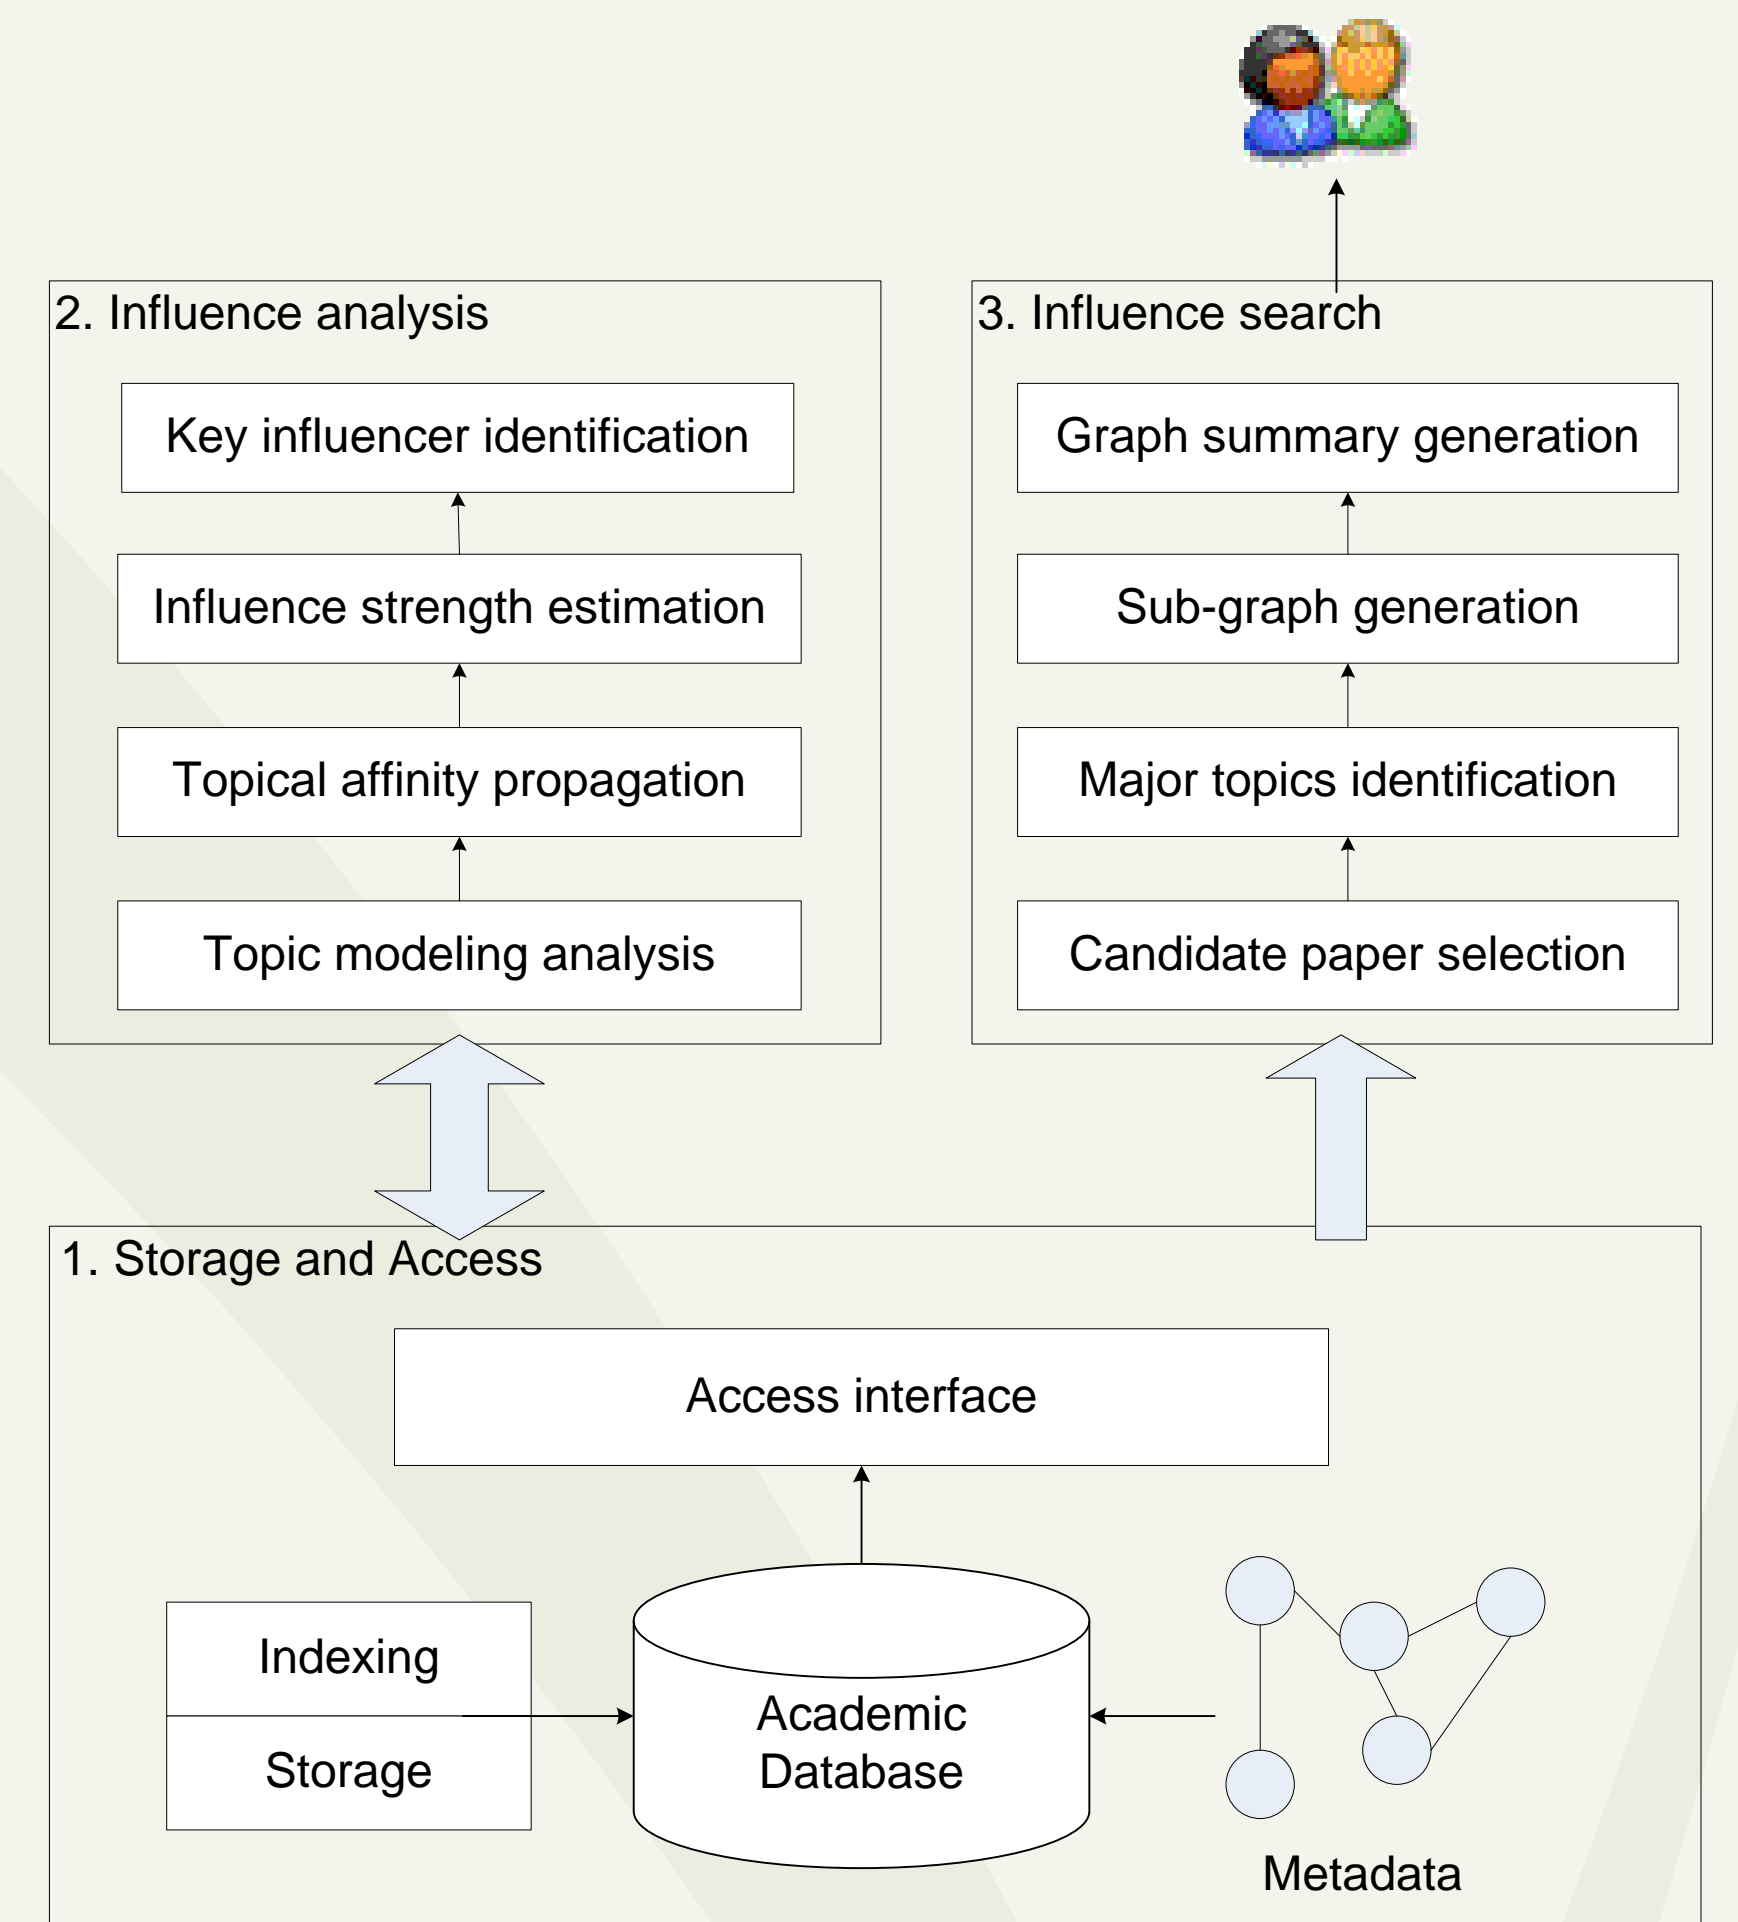 2. Influence analysis
Key influencer identification
Influence strength estimation
Topical affinity propagation
Topic modeling analysis
3. Influence search
Graph summary generation
Sub-graph generation
Major topics identification
Candidate paper selection
1. Storage and Access
Access interface
Indexing
Storage
Academic
Database
Metadata